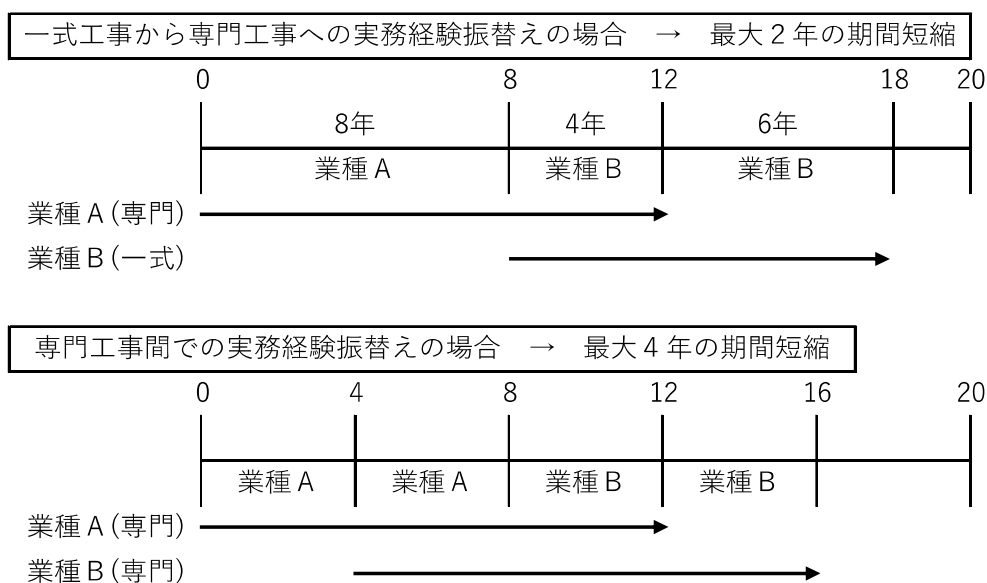 一式工事から専門工事への実務経験振替えの場合　→　最大２年の期間短縮
0 8 12 18 20
8年 4年 6年
業種Ａ 業種Ｂ 業種Ｂ
業種Ａ(専門)
業種Ｂ(一式)
専門工事間での実務経験振替えの場合　→　最大４年の期間短縮
0 4 8 12 16 20
業種Ａ 業種Ａ 業種Ｂ 業種Ｂ
業種Ａ(専門)
業種Ｂ(専門)